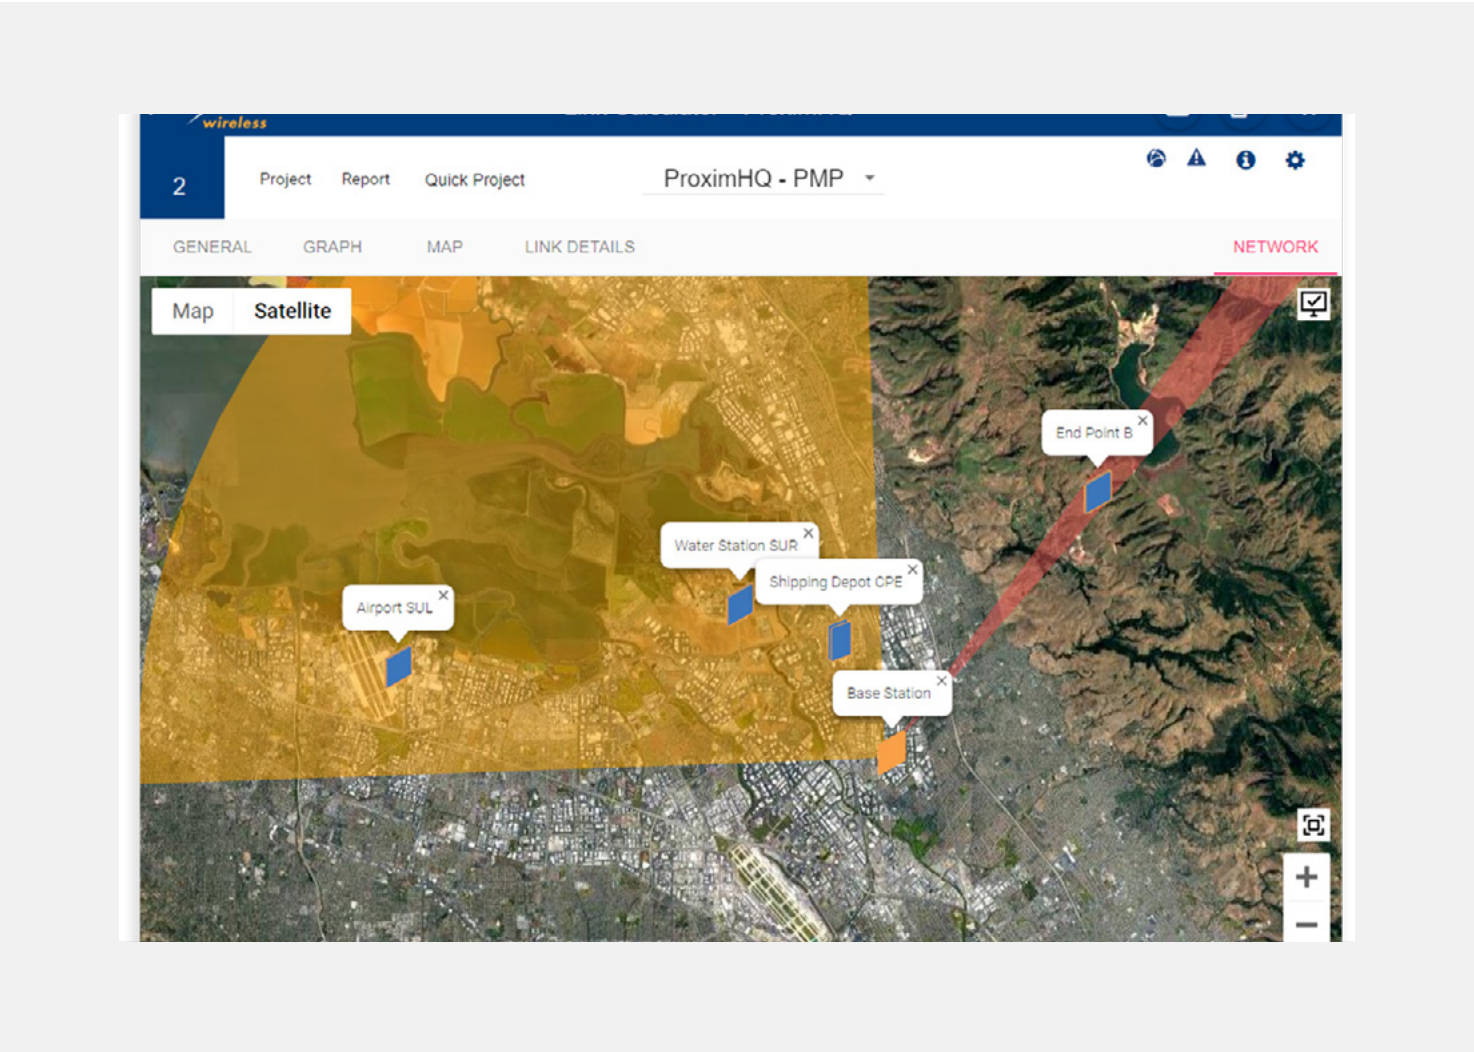 wireless
2
Project Report Quick Project ProximHQ - PMP
GENERAL GRAPH MAP LINK DETAILS NETWORK
Map Satellite
End Point B
Water Station SUR
Shipping Depot CPE
Airport SUL
Base Station